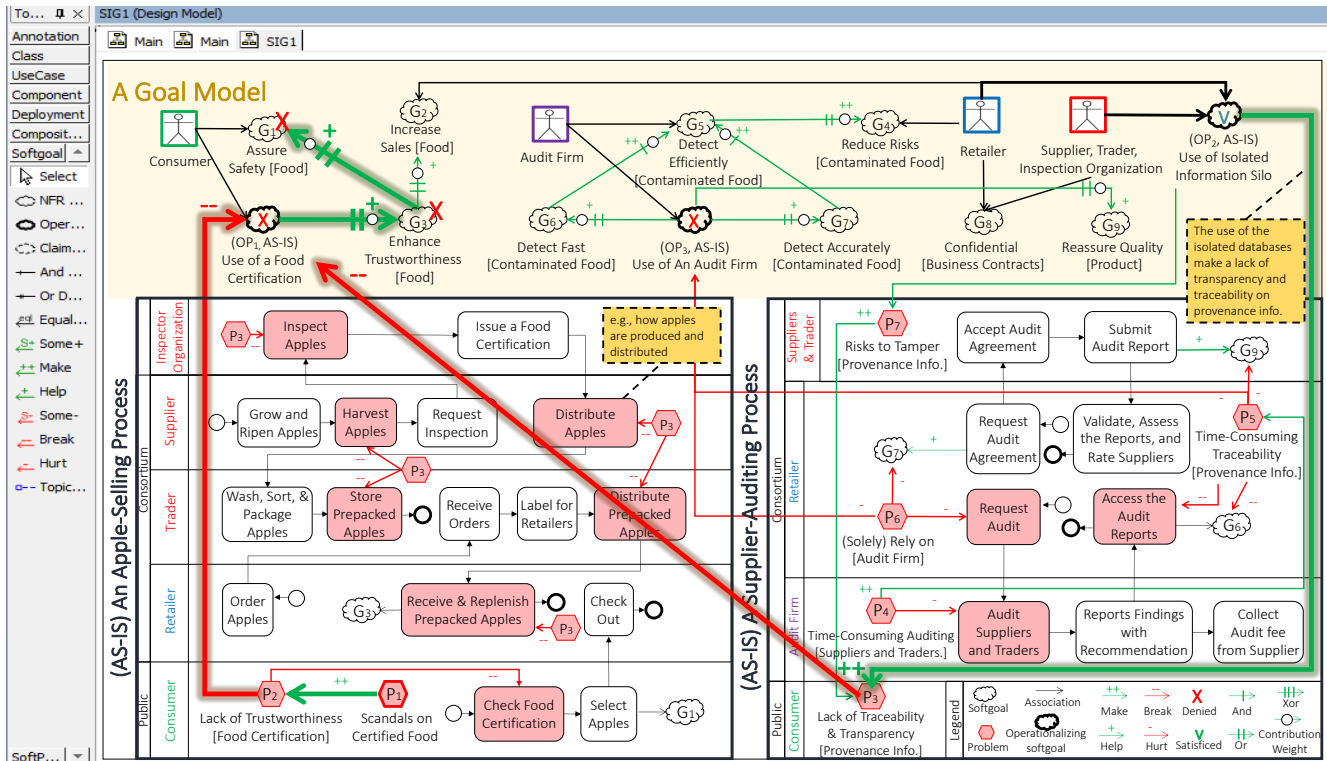 To...
SIG1 (Design Model)
Annotation
Class
UseCase
Component
Deployment
Composit...
Softgoal
Select
NFR ...
Oper...
Claim...
And ...
Or D...
Equal...
Some+
Make
Help
Some-
Break
Hurt
Topic...
SoftP...
Main
Main
SIG1
A Goal Model
Consumer
G1
Assure
Safety [Food]
+
G2
Increase
Sales [Food]
+
--
X
(OP1, AS-IS)
Use of a Food
Certification
+
G3
Enhance
Trustworthiness
[Food]
--
Audit Firm
G5
Detect
Efficiently
[Contaminated Food]
++
++
++
G4
Reduce Risks
[Contaminated Food]
G6
Detect Fast
[Contaminated Food]
+
X
(OP3, AS-IS)
Use of An Audit Firm
+
G7
Detect Accurately
[Contaminated Food]
Retailer
Supplier, Trader,
Inspection Organization
G8
Confidential
[Business Contracts]
+
G9
Reassure Quality
[Product]
V
(OP2, AS-IS)
Use of Isolated
Information Silo
The use of the
isolated databases
make a lack of
transparency and
traceability on
provenance info.
(AS-IS) An Apple-Selling Process
Consortium
Public
Inspector
Organization
Supplier
Trader
Retailer
Consumer
P3
--
Inspect
Apples
Issue a Food
Certification
e.g., how apples
are produced and
distributed
Grow and
Ripen Apples
Harvest
Apples
Request
Inspection
Distribute
Apples
--
P3
--
--
P3
--
Wash, Sort, &
Package
Apples
Store
Prepacked
Apples
Receive
Orders
Label for
Retailers
Distribute
Prepacked
Apples
Order
Apples
G3
Receive & Replenish
Prepacked Apples
--
P3
Check
Out
P2
++
P1
--
Lack of Trustworthiness
[Food Certification]
Scandals on
Certified Food
Check Food
Certification
Select
Apples
G1
(AS-IS) A Supplier-Auditing Process
Consortium
Public
Suppliers
& Trader
Retailer
Audit Firm
Consumer
++
P7
Risks to Tamper
[Provenance Info.]
Accept Audit
Agreement
Submit
Audit Report
+
G9
G7
+
Request
Audit
Agreement
Validate, Assess
the Reports, and
Rate Suppliers
-
-
P5
Time-Consuming
Traceability
[Provenance Info.]
-
-
P6
-
(Solely) Rely on
[Audit Firm]
Request
Audit
Access the
Audit
Reports
--
--
G6
++
P4
-
Time-Consuming Auditing
[Suppliers and Traders.]
Audit
Suppliers
and Traders
Reports Findings
with
Recommendation
Collect
Audit fee
from Supplier
++
P3
Lack of Traceability
& Transparency
[Provenance Info.]
Legend
Softgoal
Association
++
Make
--
Break
X
Denied
And
Xor
Problem
Operationalizing
softgoal
+
Help
-
Hurt
V
Satisficed
Or
Contribution
Weight